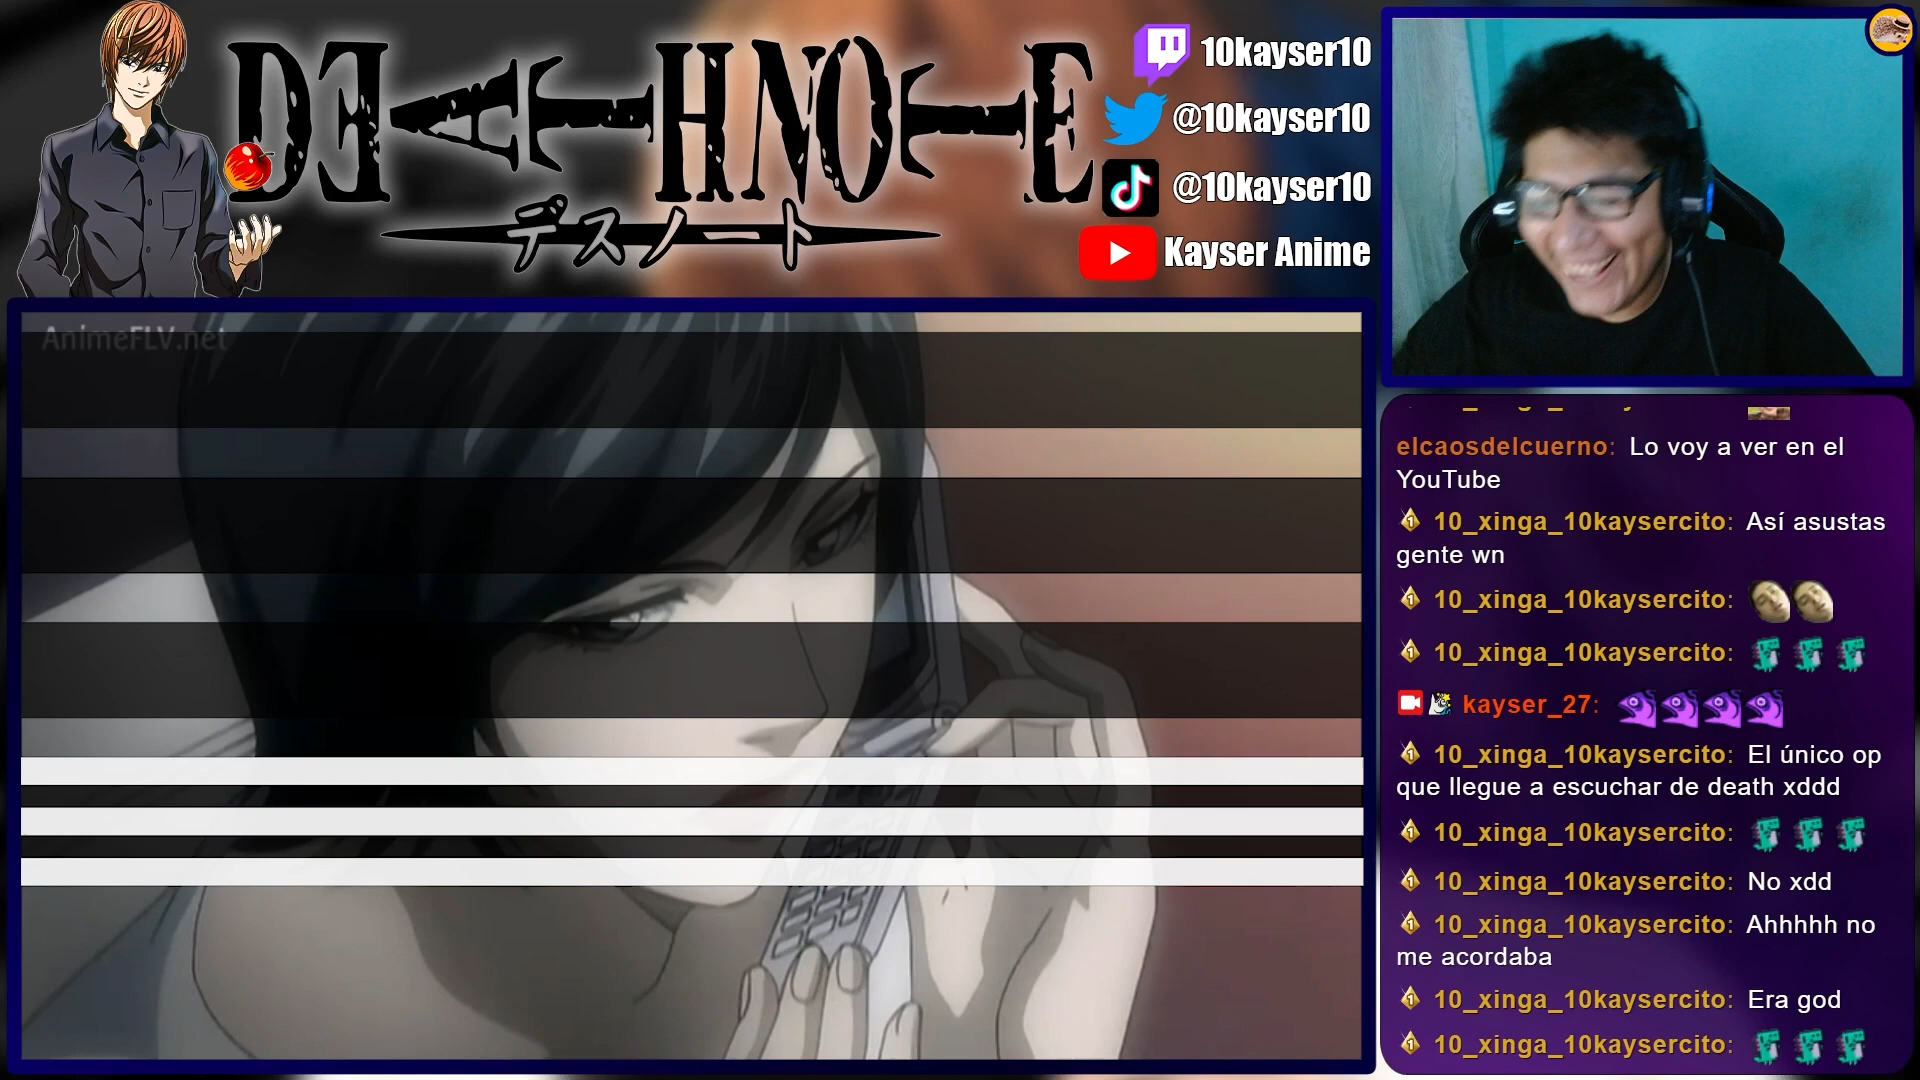 DEATH NOTE
デスノート
10kayser10
@10kayser10
@10kayser10
Kayser Anime
AnimeFLV.net
elcaosdelcuerno: Lo voy a ver en el
YouTube
10_xinga_10kaysercito: Así asustas
gente wn
10_xinga_10kaysercito:
10_xinga_10kaysercito:
kayser_27:
10_xinga_10kaysercito: El único op
que llegue a escuchar de death xddd
10_xinga_10kaysercito:
10_xinga_10kaysercito: No xdd
10_xinga_10kaysercito: Ahhhhh no
me acordaba
10_xinga_10kaysercito: Era god
10_xinga_10kaysercito: